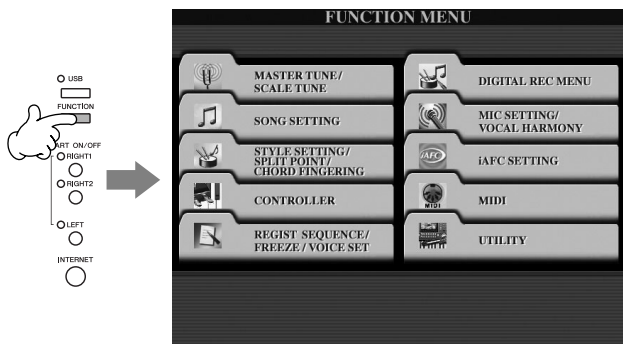 USB
FUNCTION
ART ON/OFF
RIGHT1
RIGHT2
LEFT
INTERNET
FUNCTION MENU
MASTER TUNE/
SCALE TUNE
SONG SETTING
STYLE SETTING/
SPLIT POINT/
CHORD FINGERING
CONTROLLER
REGIST SEQUENCE/
FREEZE / VOICE SET
DIGITAL REC MENU
MIC SETTING/
VOCAL HARMONY
iAFC
iAFC SETTING
MIDI
MIDI
UTILITY